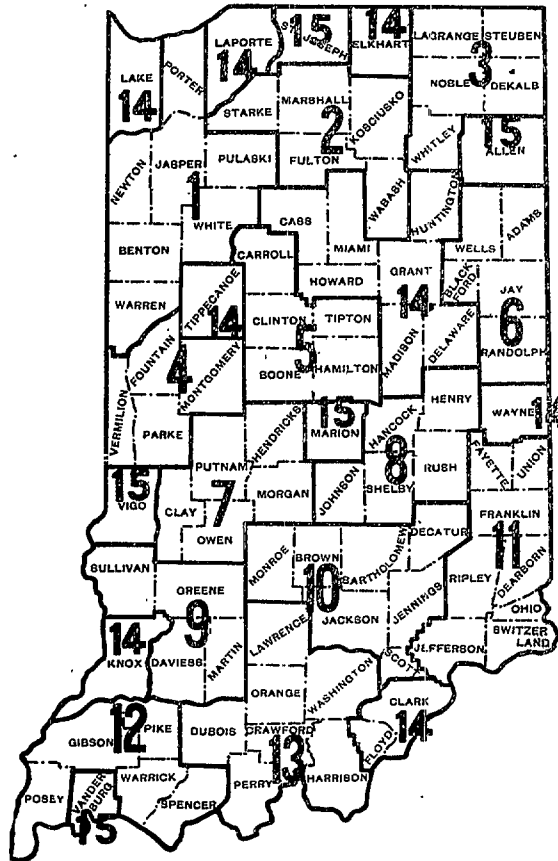 15
ST. JOSEPH
14
ELKHART
LAGRANGE STEUBEN
3
NOBLE DEKALB
LAPORTE
14
LAKE
14
PORTER
STARKE
MARSHALL
2
KOSCIUSKO
FULTON
WHITLEY
15
ALLEN
NEWTON
JASPER
PULASKI
1
WHITE
CASS
MIAMI
WABASH
HUNTINGTON
WELLS
ADAMS
BENTON
CARROLL
HOWARD
GRANT
14
BLACK
FORD
JAY
6
RANDOLPH
WARREN
TIPPECANOE
14
CLINTON
TIPTON
5
BOONE
HAMILTON
MADISON
DELAWARE
FOUNTAIN
4
MONTGOMERY
VERMILION
PARKE
HENRY
WAYNE
PUTNAM
HENDRICKS
15
MARION
HANCOCK
8
SHELBY
RUSH
FAYETTE
UNION
15
VIGO
CLAY
7
OWEN
MORGAN
JOHNSON
FRANKLIN
11
DEARBORN
SULLIVAN
GREENE
9
MONROE
BROWN
10
BARTHOLOMEW
DECATUR
RIPLEY
OHIO
SWITZER
LAND
JACKSON
JENNINGS
JEFFERSON
14
KNOX
DAVIESS
MARTIN
LAWRENCE
SCOTT
ORANGE
WASHINGTON
CLARK
14
FLOYD
GIBSON
12
PIKE
DUBOIS
CRAWFORD
13
PERRY
HARRISON
POSEY
VANDER
BURG
15
WARRICK
SPENCER